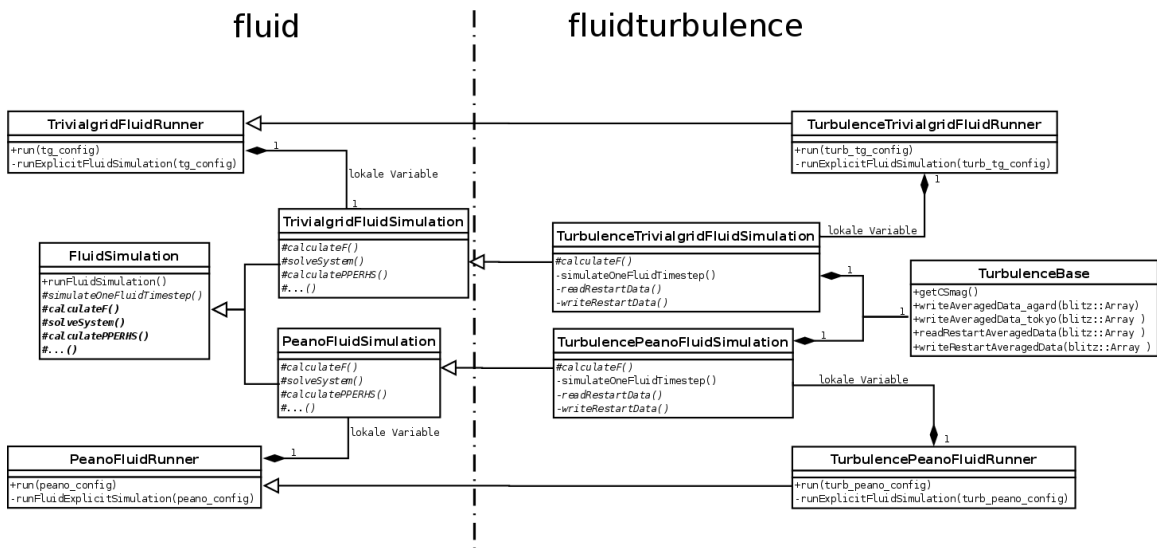 fluid
fluidturbulence
TrivialgridFluidRunner
+run(tg_config)
-runExplicitFluidSimulation(tg_config)
1
lokale Variable
1
TurbulenceTrivialgridFluidRunner
+run(turb_tg_config)
-runExplicitFluidSimulation(turb_tg_config)
1
lokale Variable
TrivialgridFluidSimulation
#calculateF()
#solveSystem()
#calculatePPERHS()
#...()
TurbulenceTrivialgridFluidSimulation
#calculateF()
-simulateOneFluidTimestep()
-readRestartData()
-writeRestartData()
1
FluidSimulation
+runFluidSimulation()
#simulateOneFluidTimestep()
#calculateF()
#solveSystem()
#calculatePPERHS()
#...()
TurbulenceBase
+getCSmag()
+writeAveragedData_agard(blitz::Array)
+writeAveragedData_tokyo(blitz::Array )
+readRestartAveragedData(blitz::Array )
+writeRestartAveragedData(blitz::Array )
1
PeanoFluidSimulation
#calculateF()
#solveSystem()
#calculatePPERHS()
#...()
TurbulencePeanoFluidSimulation
#calculateF()
-simulateOneFluidTimestep()
-readRestartData()
-writeRestartData()
1
lokale Variable
1
lokale Variable
1
PeanoFluidRunner
+run(peano_config)
-runFluidExplicitSimulation(peano_config)
TurbulencePeanoFluidRunner
+run(turb_peano_config)
-runExplicitFluidSimulation(turb_peano_config)